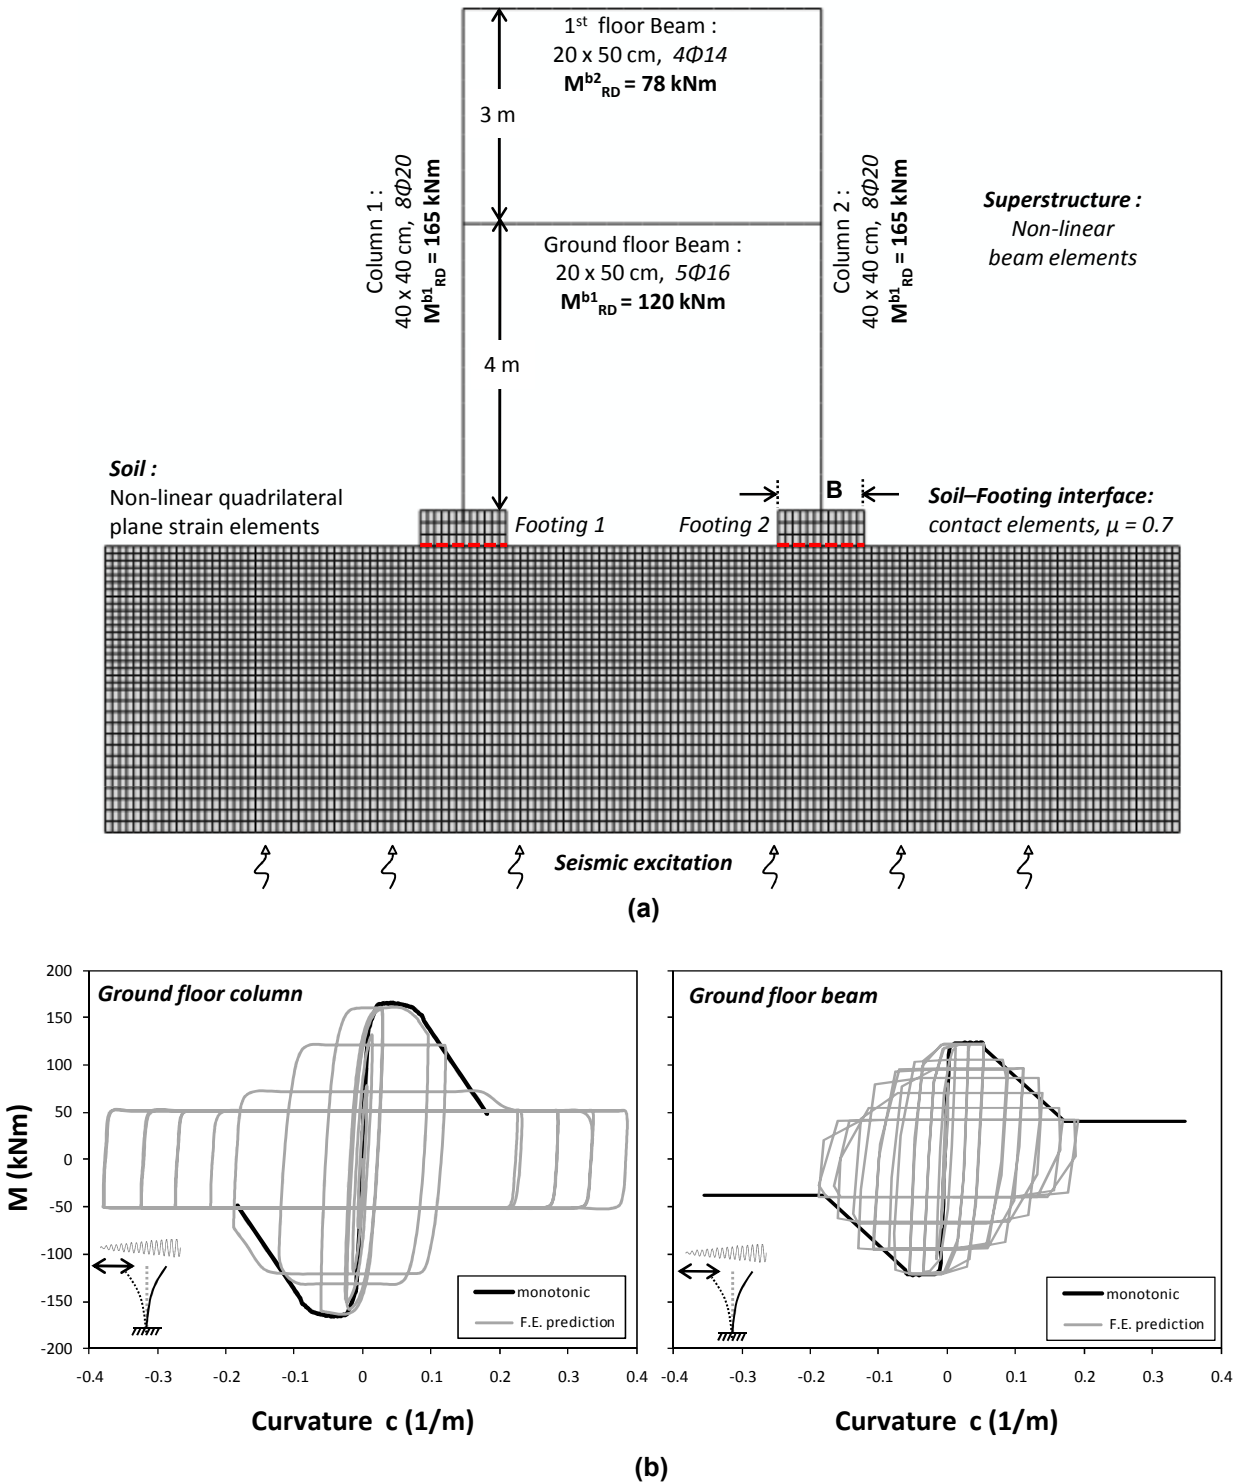 1st floor Beam :
20 x 50 cm, 4Φ14
Mb2RD = 78 kNm
3 m
Column 1 :
40 x 40 cm, 8Φ20
Mb1RD = 165 kNm
Column 2 :
40 x 40 cm, 8Φ20
Mb1RD = 165 kNm
Superstructure :
Non-linear
beam elements
Ground floor Beam :
20 x 50 cm, 5Φ16
Mb1RD = 120 kNm
4 m
Soil :
Non-linear quadrilateral
plane strain elements
Footing 1
Footing 2
B
Soil–Footing interface:
contact elements, μ = 0.7
Seismic excitation
(a)
M (kNm)
200
150
100
50
0
-50
-100
-150
-200
Ground floor column
monotonic
F.E. prediction
-0.4 -0.3 -0.2 -0.1 0 0.1 0.2 0.3 0.4
Curvature c (1/m)
Ground floor beam
monotonic
F.E. prediction
-0.4 -0.3 -0.2 -0.1 0 0.1 0.2 0.3 0.4
Curvature c (1/m)
(b)